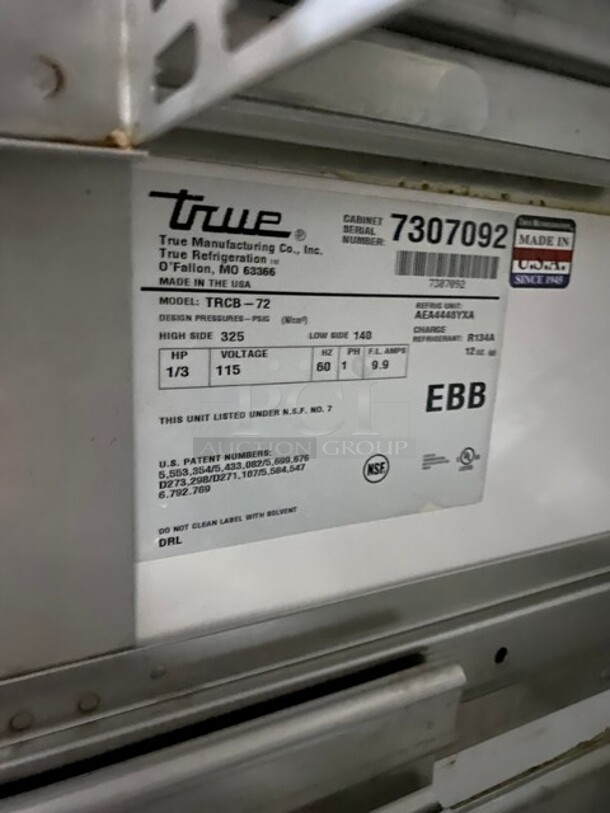 true®
True Manufacturing Co., Inc.
True Refrigeration ™
O'Fallon, MO 63366
MADE IN THE USA
CABINET
SERIAL
NUMBER:
7307092
7307092
MADE IN
U.S.A.
SINCE 1945
MODEL: TRCB-72
DESIGN PRESSURES-PSIG
HIGH SIDE 325
LOW SIDE 140
REFRIG UNIT:
AEA4448YXA
CHARGE
REFRIGERANT: R134A
12 oz.
HP VOLTAGE HZ PH F.L. AMPS
1/3 115 60 1 9.9
EBB
THIS UNIT LISTED UNDER N.S.F. NO. 7
AUCTION GROUP
U.S. PATENT NUMBERS:
5,553,354/5,433,082/5,699,676
D273,298/D271,107/5,584,547
6,792,769
NSF
DO NOT CLEAN LABEL WITH SOLVENT
DRL